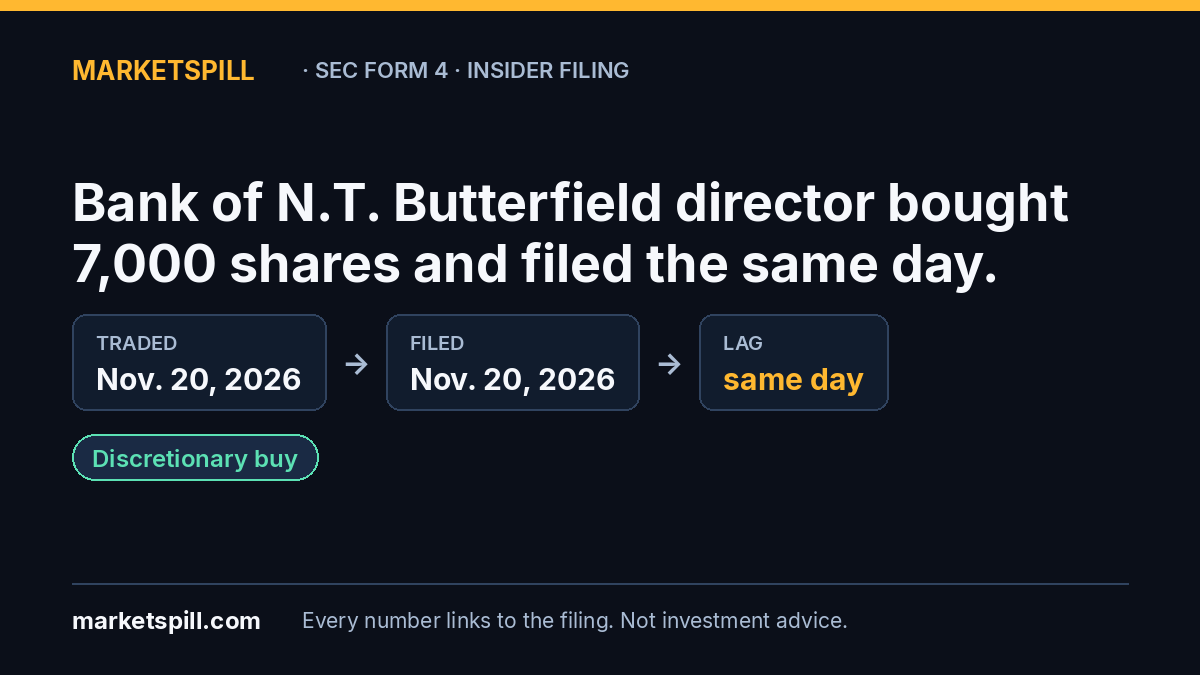 MARKETSPILL · SEC FORM 4 · INSIDER FILING
Bank of N.T. Butterfield director bought
7,000 shares and filed the same day.
TRADED → FILED → LAG
Nov. 20, 2026 Nov. 20, 2026 same day
Discretionary buy
marketspill.com Every number links to the filing. Not investment advice.